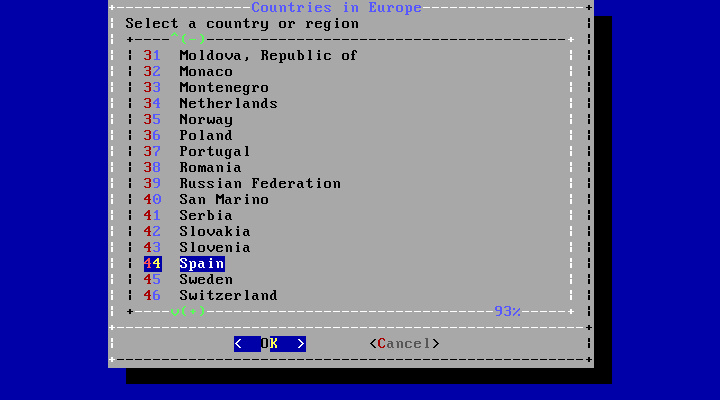 Countries in Europe
Select a country or region
^(-)
31 Moldova, Republic of
32 Monaco
33 Montenegro
34 Netherlands
35 Norway
36 Poland
37 Portugal
38 Romania
39 Russian Federation
40 San Marino
41 Serbia
42 Slovakia
43 Slovenia
44 Spain
45 Sweden
46 Switzerland
v(+) 93%
< OK > <Cancel>